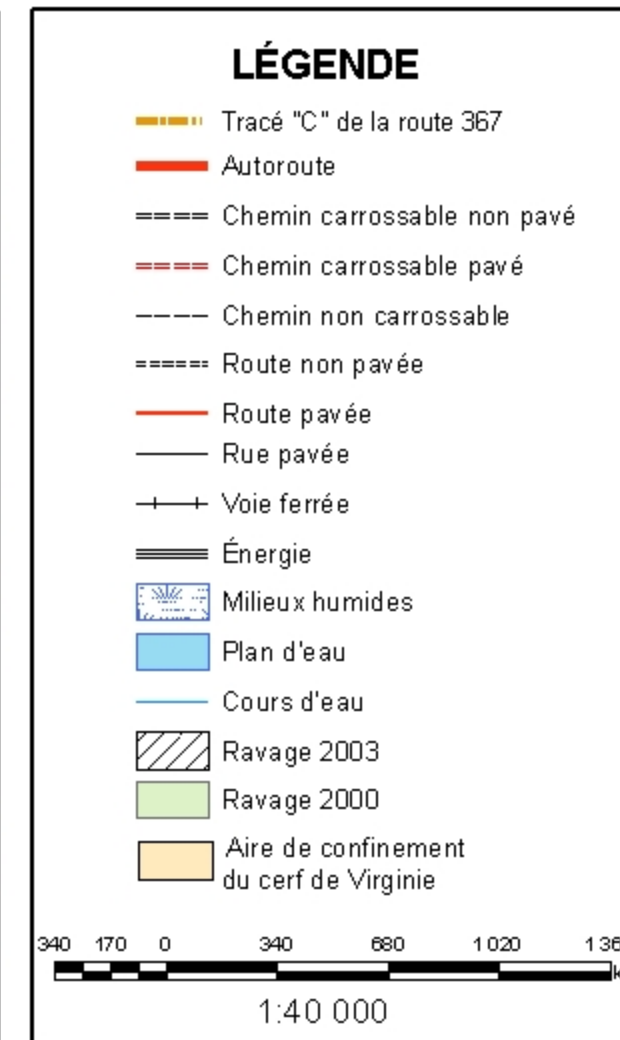 LÉGENDE
Tracé "C" de la route 367
Autoroute
Chemin carrossable non pavé
Chemin carrossable pavé
Chemin non carrossable
Route non pavée
Route pavée
Rue pavée
Voie ferrée
Énergie
Milieux humides
Plan d'eau
Cours d'eau
Ravage 2003
Ravage 2000
Aire de confinement
du cerf de Virginie
340 170 0 340 680 1 020
1:40 000